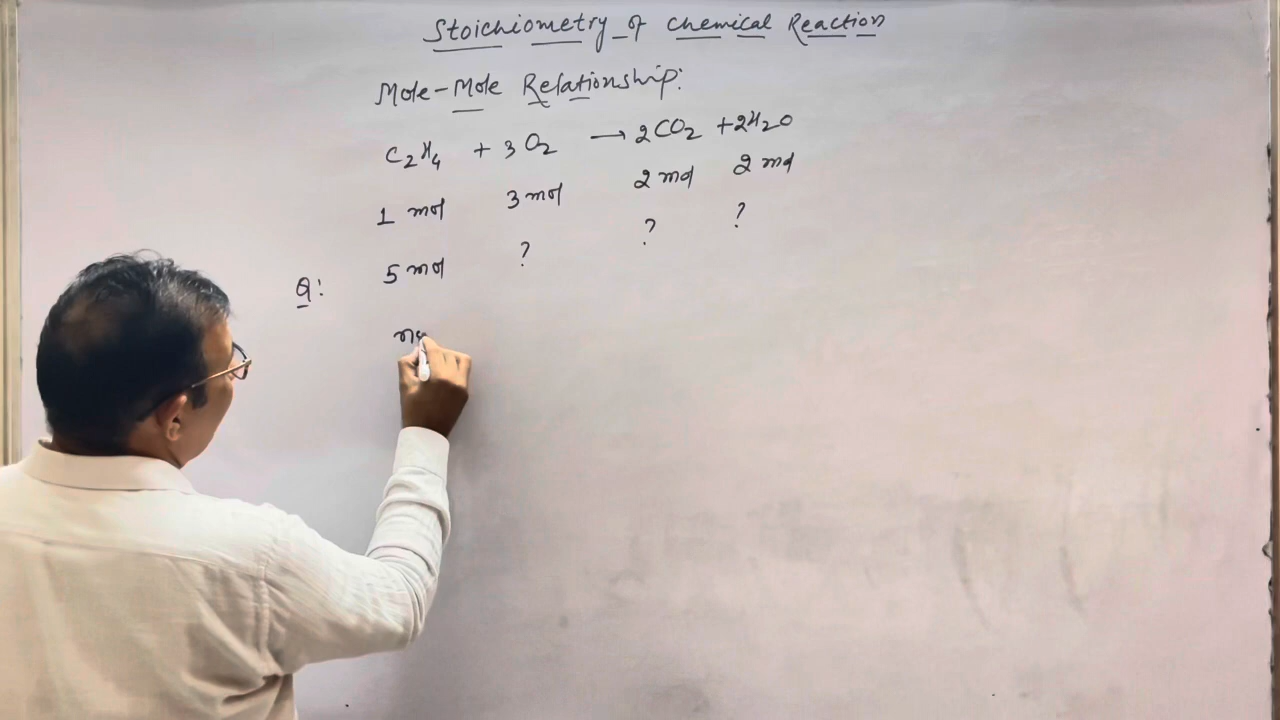 Stoichiometry of Chemical Reaction
Mole-Mole Relationship:
C2H4 + 3O2 → 2CO2 + 2H2O
1 mol 3 mol 2 mol 2 mol
Q: 5 mol ? ? ?